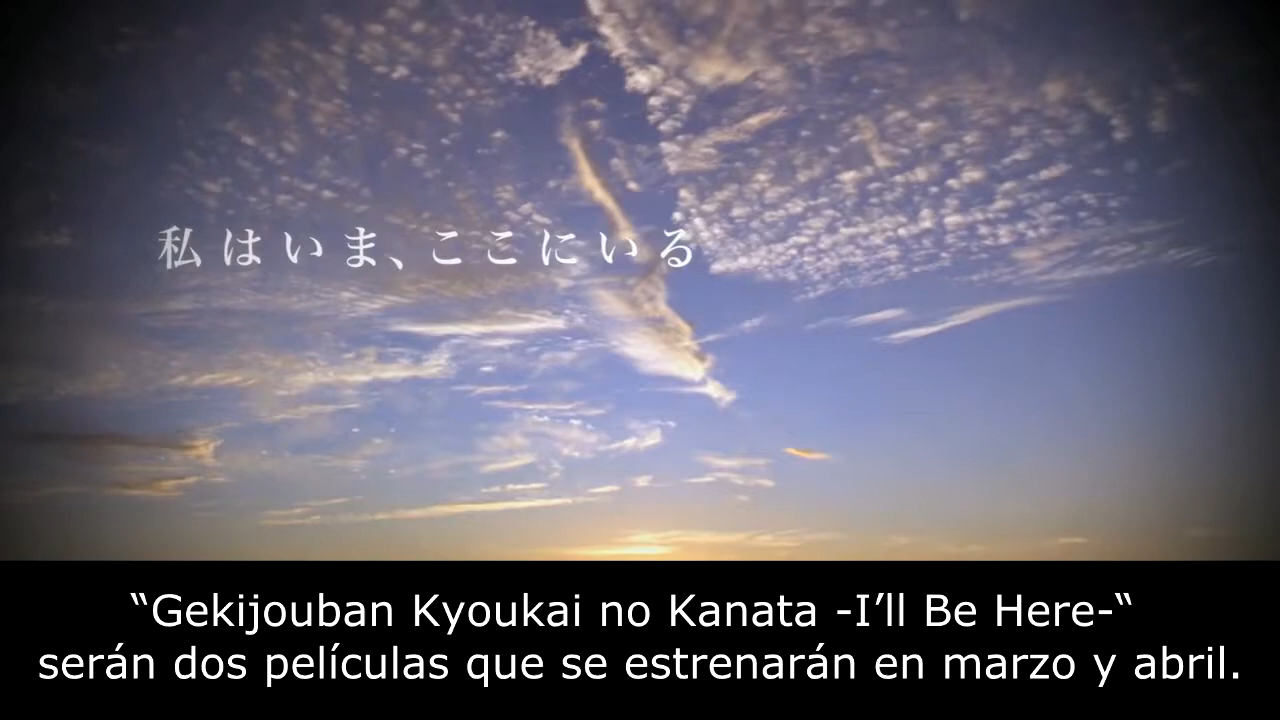 私はいま、ここにいる
“Gekijouban Kyoukai no Kanata -I’ll Be Here-“
serán dos películas que se estrenarán en marzo y abril.